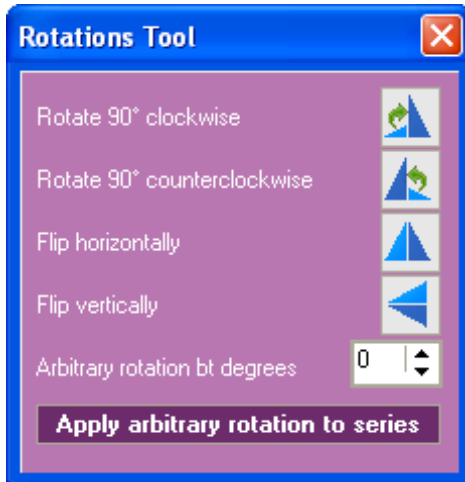 Rotations Tool
Rotate 90° clockwise
Rotate 90° counterclockwise
Flip horizontally
Flip vertically
Arbitrary rotation bt degrees 0
Apply arbitrary rotation to series